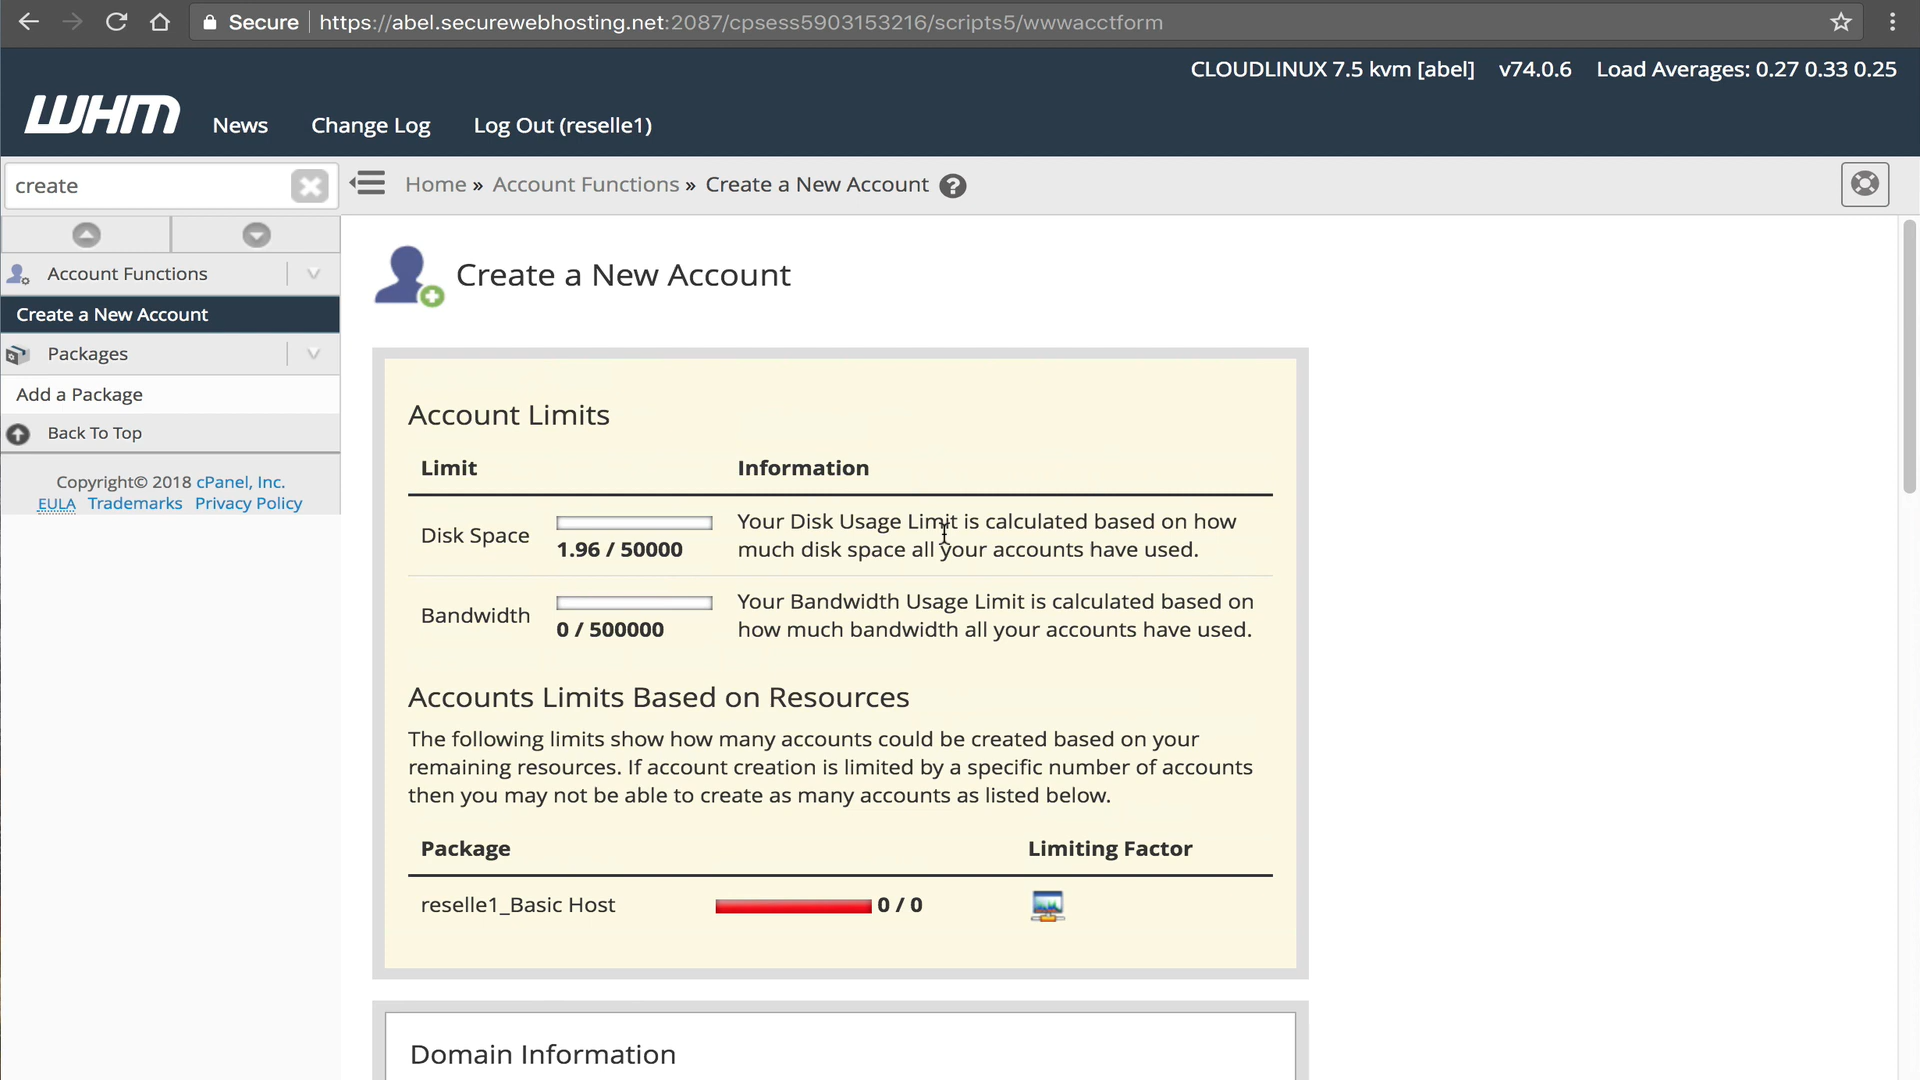 Secure https://abel.securewebhosting.net:2087/cpsess5903153216/scripts5/wwwacctform
CLOUDLINUX 7.5 kvm [abel] v74.0.6 Load Averages: 0.27 0.33 0.25
WHM News Change Log Log Out (reselle1)
create
Home » Account Functions » Create a New Account ?
Account Functions
Create a New Account
Packages
Add a Package
Back To Top
Copyright© 2018 cPanel, Inc.
EULA Trademarks Privacy Policy
Create a New Account
Account Limits
Limit Information
Disk Space 1.96 / 50000 Your Disk Usage Limit is calculated based on how
much disk space all your accounts have used.
Bandwidth 0 / 500000 Your Bandwidth Usage Limit is calculated based on
how much bandwidth all your accounts have used.
Accounts Limits Based on Resources
The following limits show how many accounts could be created based on your
remaining resources. If account creation is limited by a specific number of accounts
then you may not be able to create as many accounts as listed below.
Package Limiting Factor
reselle1_Basic Host 0 / 0
Domain Information